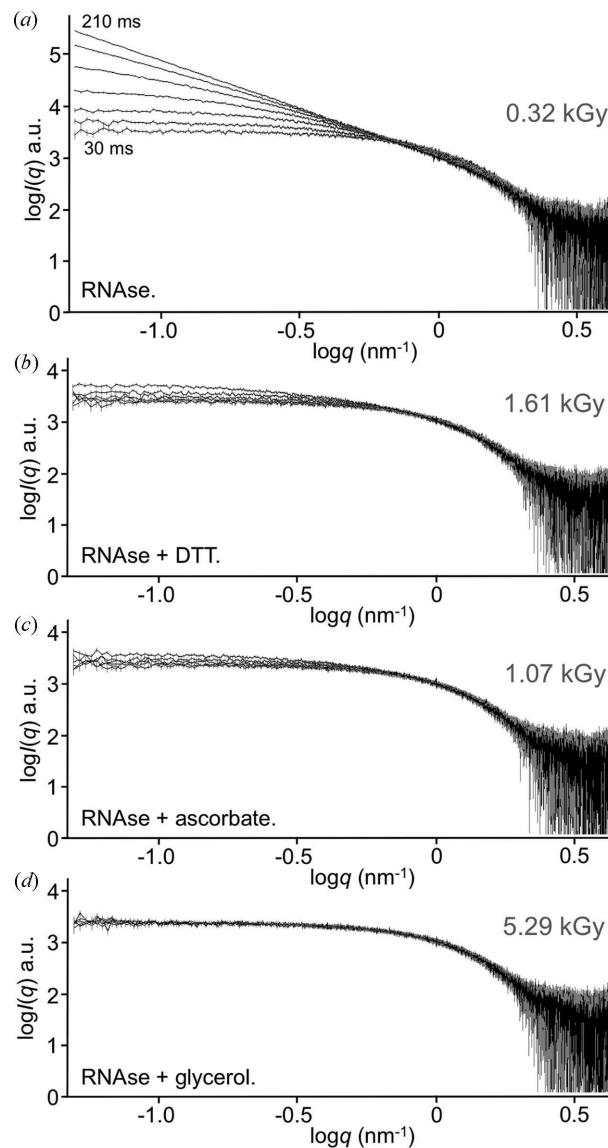 (a)
210 ms
5
4
3
2
1
0
logI(q) a.u.
30 ms
0.32 kGy
RNAse.
-1.0 -0.5 0 0.5
logq (nm⁻¹)
(b)
4
3
2
1
0
logI(q) a.u.
1.61 kGy
RNAse + DTT.
-1.0 -0.5 0 0.5
logq (nm⁻¹)
(c)
4
3
2
1
0
logI(q) a.u.
1.07 kGy
RNAse + ascorbate.
-1.0 -0.5 0 0.5
logq (nm⁻¹)
(d)
4
3
2
1
0
logI(q) a.u.
5.29 kGy
RNAse + glycerol.
-1.0 -0.5 0 0.5
logq (nm⁻¹)